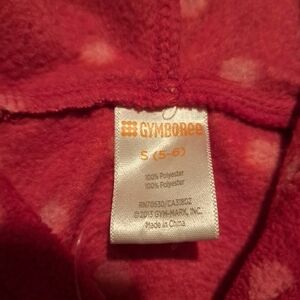 GYMBOREE
S (5-6)
100% Polyester
100% Polyester
RN70630/CA31802
©2013 GYM-MARK, INC.
Made in China